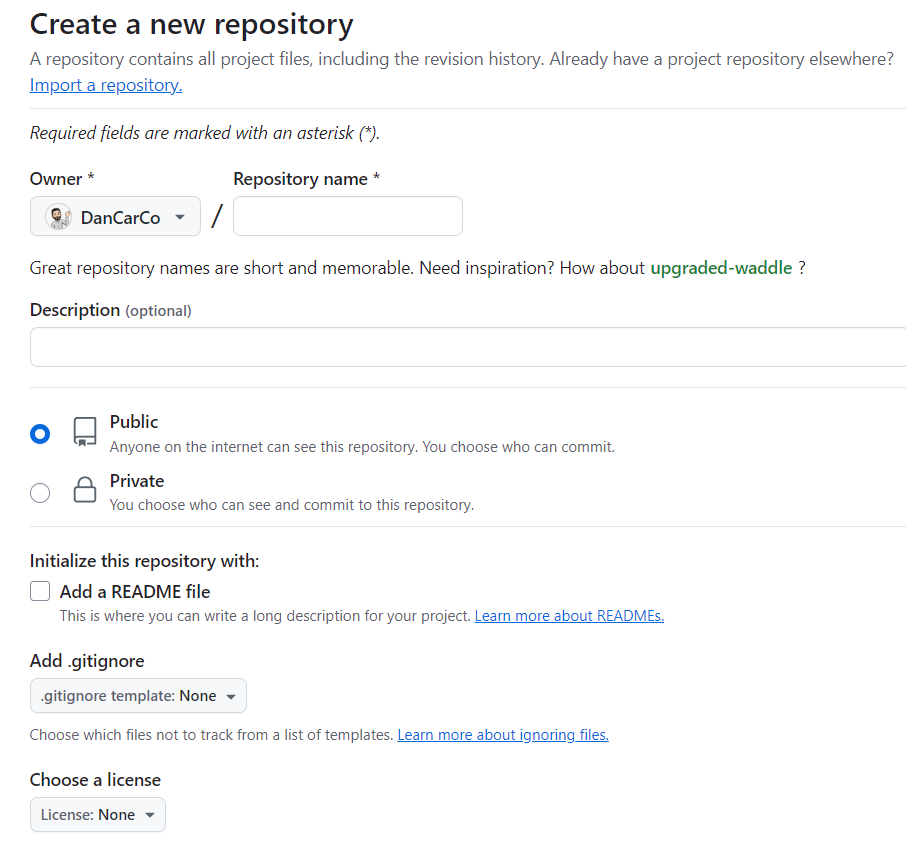 Create a new repository
A repository contains all project files, including the revision history. Already have a project repository elsewhere?
Import a repository.
Required fields are marked with an asterisk (*).
Owner * Repository name *
DanCarCo /
Great repository names are short and memorable. Need inspiration? How about upgraded-waddle ?
Description (optional)
Public
Anyone on the internet can see this repository. You choose who can commit.
Private
You choose who can see and commit to this repository.
Initialize this repository with:
Add a README file
This is where you can write a long description for your project. Learn more about READMEs.
Add .gitignore
.gitignore template: None
Choose which files not to track from a list of templates. Learn more about ignoring files.
Choose a license
License: None